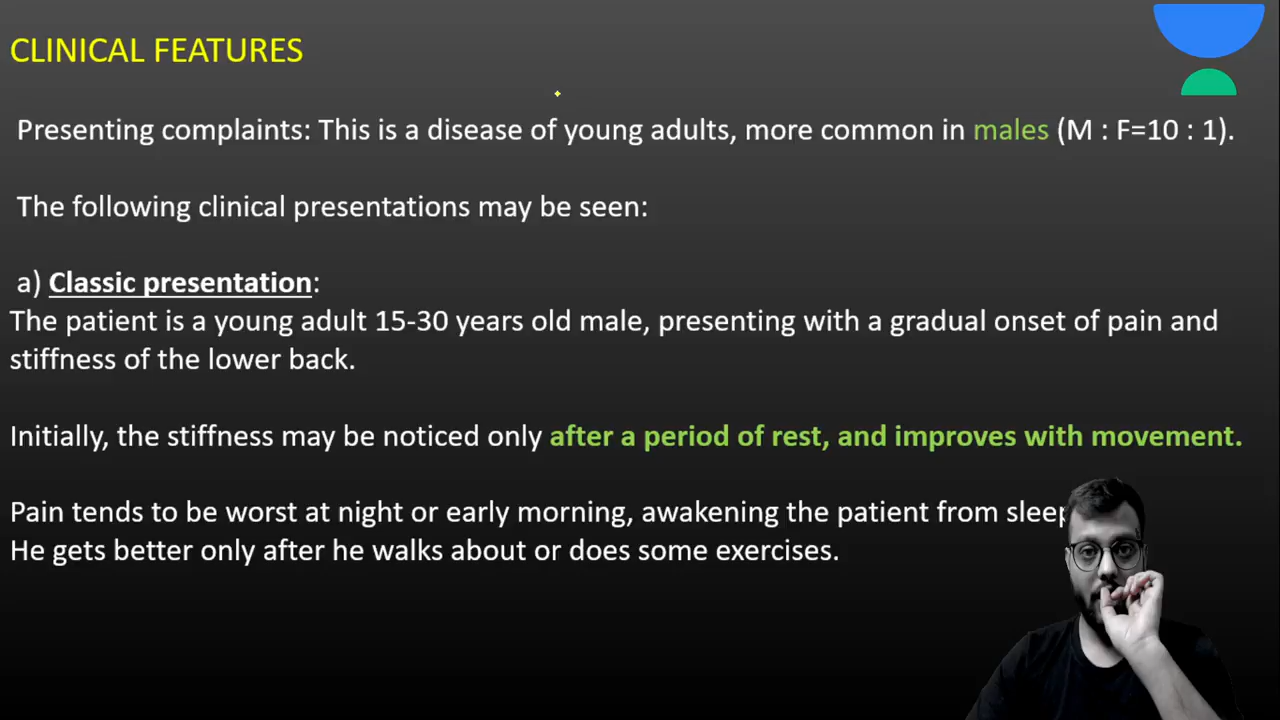 CLINICAL FEATURES
Presenting complaints: This is a disease of young adults, more common in males (M : F=10 : 1).
The following clinical presentations may be seen:
a) Classic presentation:
The patient is a young adult 15-30 years old male, presenting with a gradual onset of pain and
stiffness of the lower back.
Initially, the stiffness may be noticed only after a period of rest, and improves with movement.
Pain tends to be worst at night or early morning, awakening the patient from sleep
He gets better only after he walks about or does some exercises.